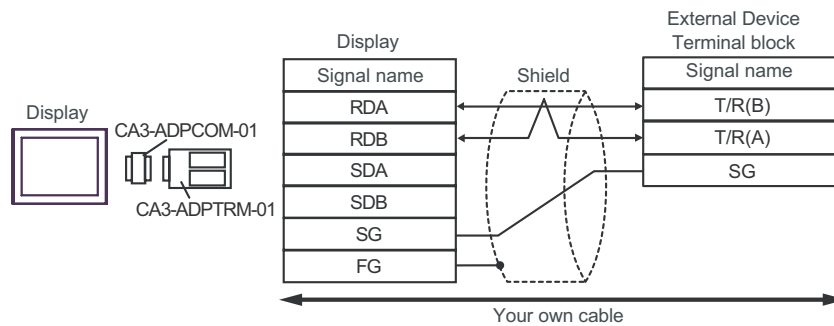 External Device
Display
Terminal block
Signal name
Shield
Signal name
Display
RDA
T/R(B)
CA3-ADPCOM-01
RDB
T/R(A)
SDA
SG
SDB
CA3-ADPTRM-01
SG
FG
Your own cable